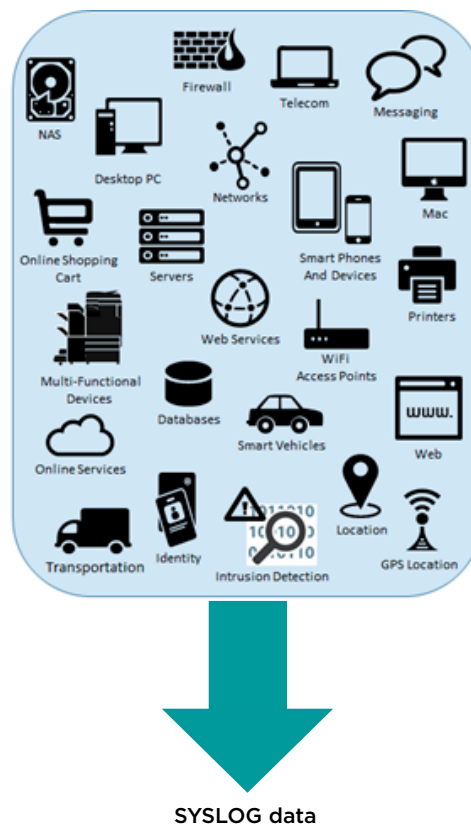 Firewall
Telecom
Messaging
NAS
Desktop PC
Networks
Mac
Online Shopping
Cart
Servers
Smart Phones
And Devices
Printers
Web Services
WiFi
Access Points
Multi-Functional
Devices
Databases
Smart Vehicles
www.
Web
Online Services
Transportation
Identity
1011010
Intrusion Detection
Location
GPS Location
SYSLOG data